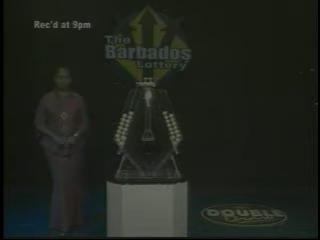 Rec'd at 9pm
The
Barbados
Lottery
DOUBLE